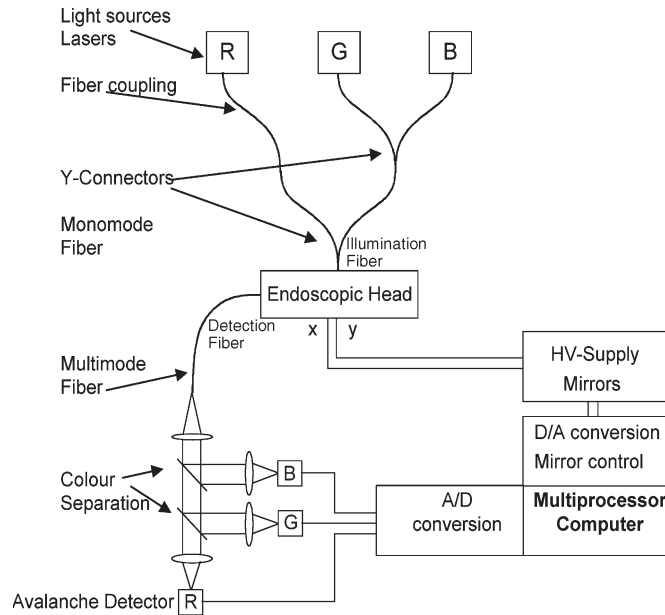 Light sources
Lasers
R
G
B
Fiber coupling
Y-Connectors
Monomode
Fiber
Illumination
Fiber
Endoscopic Head
x
y
Detection
Fiber
HV-Supply
Mirrors
Multimode
Fiber
D/A conversion
Mirror control
Colour
Separation
B
G
A/D
conversion
Multiprocessor
Computer
Avalanche Detector
R